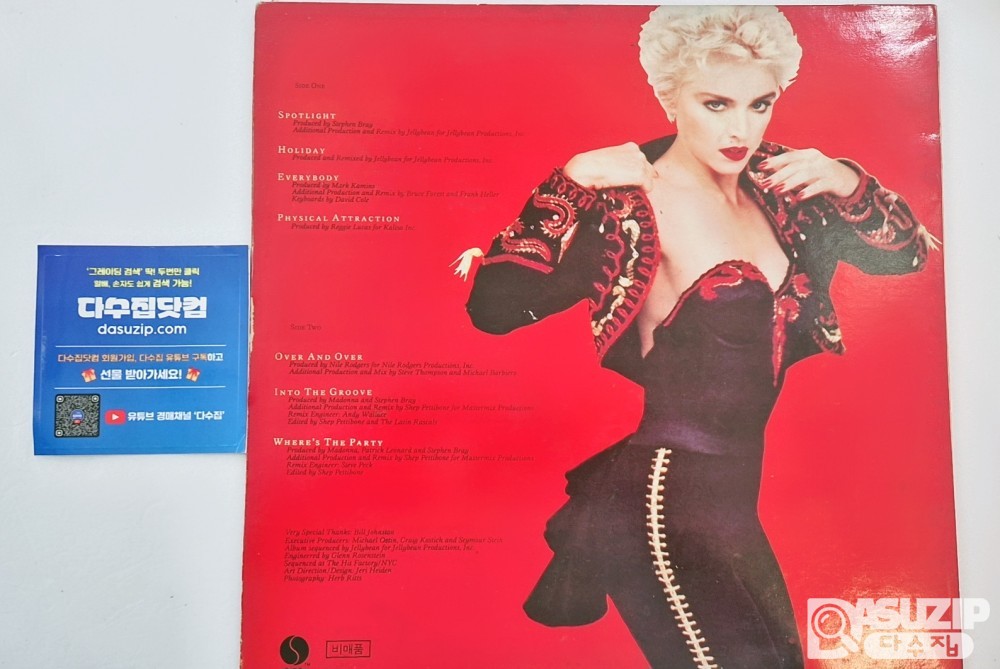 Side One
SPOTLIGHT
Produced by Stephen Bray
Additional Production and Remix by Jellybean for Jellybean Productions, Inc.
HOLIDAY
Produced and Remixed by Jellybean for Jellybean Productions, Inc.
EVERYBODY
Produced by Mark Kamins
Additional Production and Remix by Bruce Forest and Frank Heller
Keyboards by David Cole
PHYSICAL ATTRACTION
Produced by Reggie Lucas for Kaliss Inc.
Side Two
OVER AND OVER
Produced by Nile Rodgers for Nile Rodgers Productions, Inc.
Additional Production and Mix by Steve Thompson and Michael Barbiero
INTO THE GROOVE
Produced by Madonna and Stephen Bray
Additional Production and Remix by Shep Pettibone for Mastermix Productions
Remix Engineer: Andy Wallace
Edited by Shep Pettibone and The Latin Rascals
WHERE'S THE PARTY
Produced by Madonna, Patrick Leonard and Stephen Bray
Additional Production and Remix by Shep Pettibone for Mastermix Productions
Remix Engineer: Steve Peck
Edited by Shep Pettibone
Very Special Thanks: Bill Johnston
Executive Producers: Michael Ostin, Craig Kostich and Seymour Stein
Album sequenced by Jellybean for Jellybean Productions, Inc.
Engineered by Glenn Rosenstein
Sequenced at The Hit Factory/NYC
Art Direction/Design: Jeri Heiden
Photography: Herb Ritts
비매품
'그레이딩 검색' 딱! 두번만 클릭
할배, 손자도 쉽게 검색 가능!
다수집닷컴
dasuzip.com
다수집닷컴 회원가입, 다수집 유튜브 구독하고
선물 받아가세요!
유튜브 경매채널 '다수집'
DASUZIP
다수집